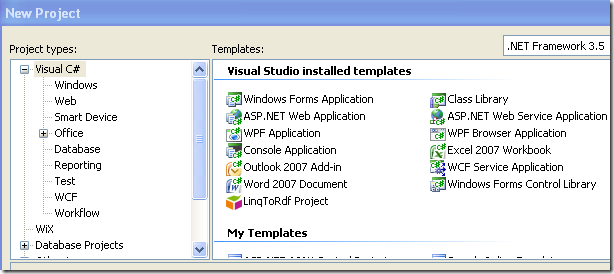 New Project
Project types:
Templates:
.NET Framework 3.5
Visual C#
Windows
Web
Smart Device
Office
Database
Reporting
Test
WCF
Workflow
WiX
Database Projects
Visual Studio installed templates
Windows Forms Application
Class Library
ASP.NET Web Application
ASP.NET Web Service Application
WPF Application
WPF Browser Application
Console Application
Excel 2007 Workbook
Outlook 2007 Add-in
WCF Service Application
Word 2007 Document
Windows Forms Control Library
LinqToRdf Project
My Templates